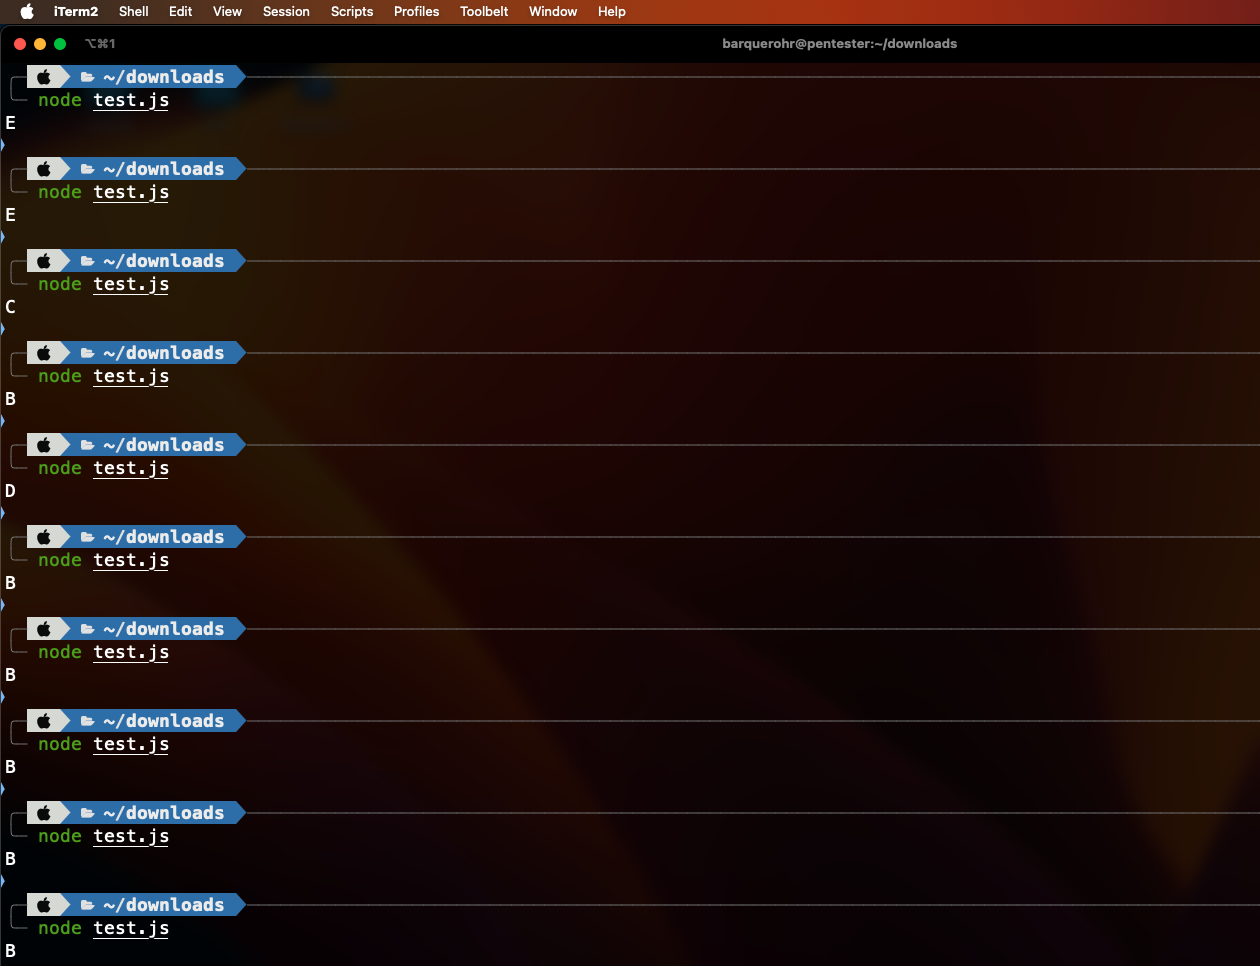 iTerm2 Shell Edit View Session Scripts Profiles Toolbelt Window Help
⌥⌘1 barquerohr@pentester:~/downloads
~/downloads
node test.js
E
~/downloads
node test.js
E
~/downloads
node test.js
C
~/downloads
node test.js
B
~/downloads
node test.js
D
~/downloads
node test.js
B
~/downloads
node test.js
B
~/downloads
node test.js
B
~/downloads
node test.js
B
~/downloads
node test.js
B